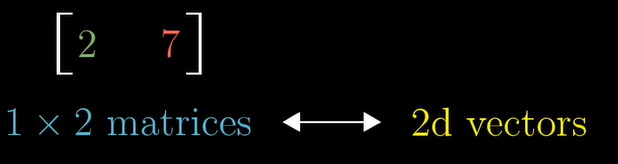 [2 7]
1 × 2 matrices ⟷ 2d vectors